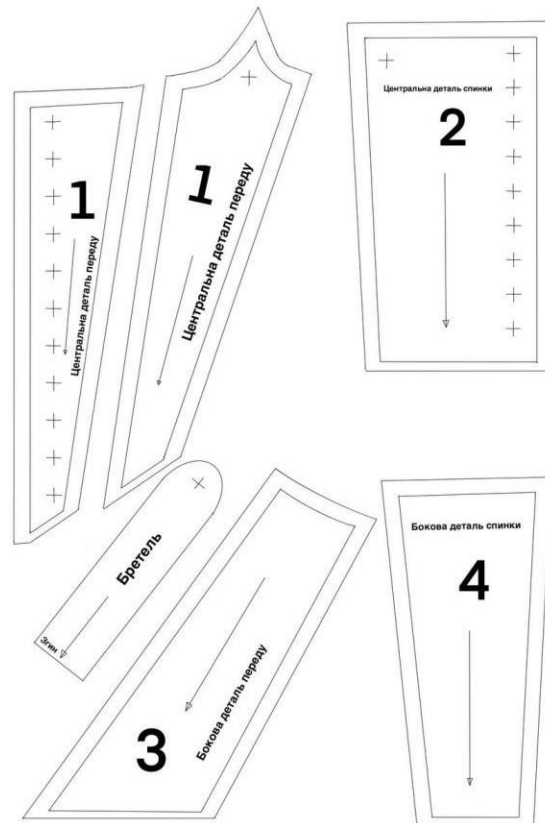 1
Центральна деталь переду
1
Центральна деталь переду
Центральна деталь спинки
2
Бретель
Згин
3
Бокова деталь переду
Бокова деталь спинки
4